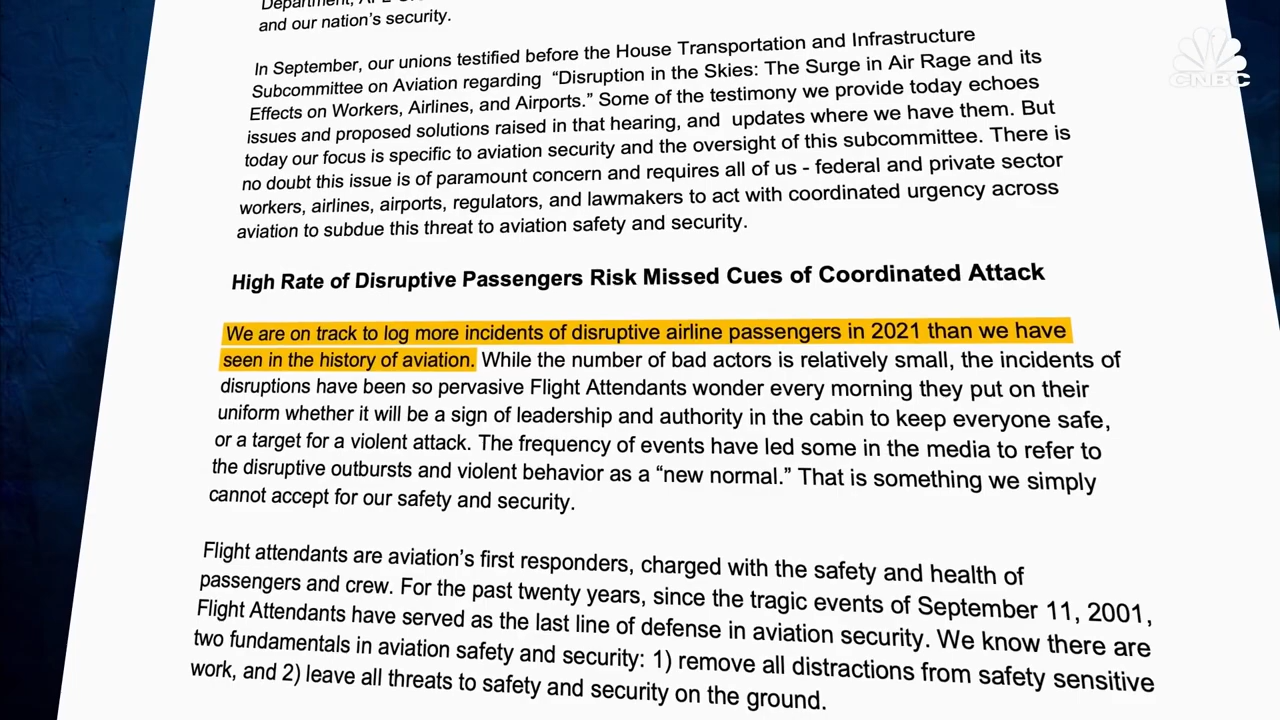 and our nation's security.
In September, our unions testified before the House Transportation and Infrastructure
Subcommittee on Aviation regarding “Disruption in the Skies: The Surge in Air Rage and its
Effects on Workers, Airlines, and Airports.” Some of the testimony we provide today echoes
issues and proposed solutions raised in that hearing, and updates where we have them. But
today our focus is specific to aviation security and the oversight of this subcommittee. There is
no doubt this issue is of paramount concern and requires all of us - federal and private sector
workers, airlines, airports, regulators, and lawmakers to act with coordinated urgency across
aviation to subdue this threat to aviation safety and security.
High Rate of Disruptive Passengers Risk Missed Cues of Coordinated Attack
We are on track to log more incidents of disruptive airline passengers in 2021 than we have
seen in the history of aviation. While the number of bad actors is relatively small, the incidents of
disruptions have been so pervasive Flight Attendants wonder every morning they put on their
uniform whether it will be a sign of leadership and authority in the cabin to keep everyone safe,
or a target for a violent attack. The frequency of events have led some in the media to refer to
the disruptive outbursts and violent behavior as a “new normal.” That is something we simply
cannot accept for our safety and security.
Flight attendants are aviation’s first responders, charged with the safety and health of
passengers and crew. For the past twenty years, since the tragic events of September 11, 2001,
Flight Attendants have served as the last line of defense in aviation security. We know there are
two fundamentals in aviation safety and security: 1) remove all distractions from safety sensitive
work, and 2) leave all threats to safety and security on the ground.
CNBC